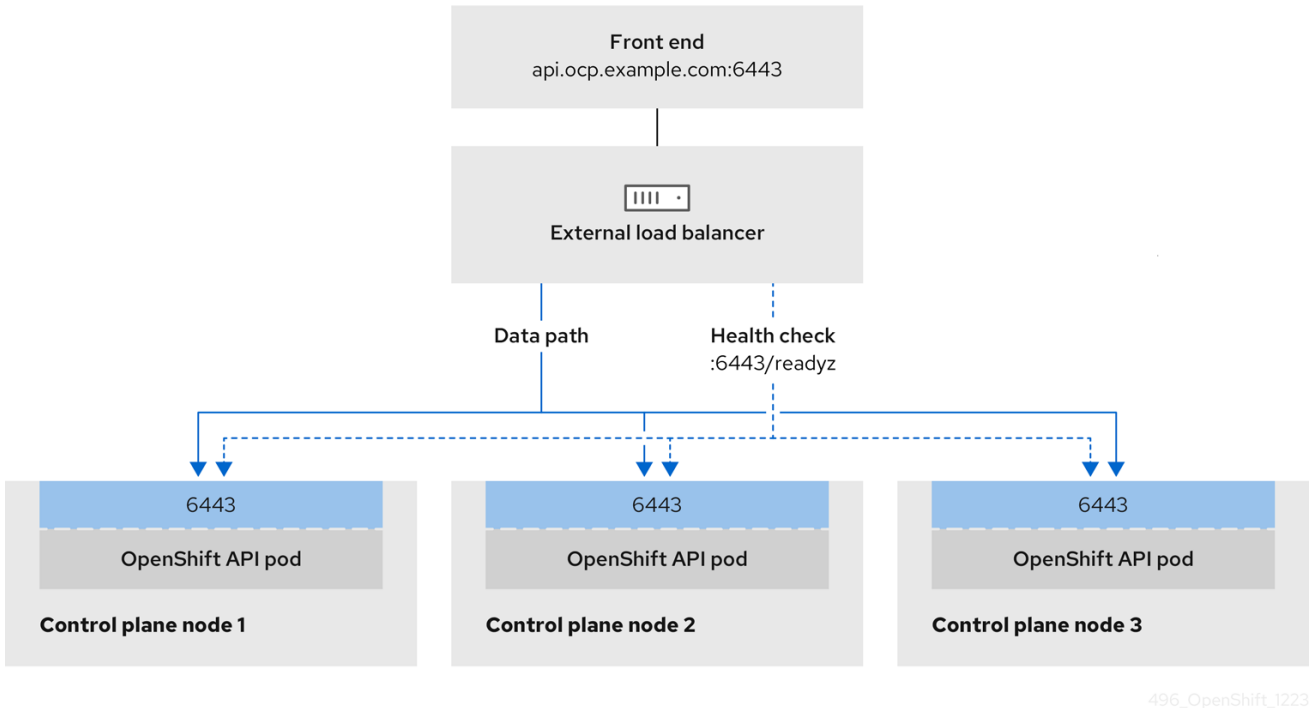 Front end
api.ocp.example.com:6443
External load balancer
Data path
Health check
:6443/readyz
6443
6443
6443
OpenShift API pod
OpenShift API pod
OpenShift API pod
Control plane node 1
Control plane node 2
Control plane node 3
496_OpenShift_1223